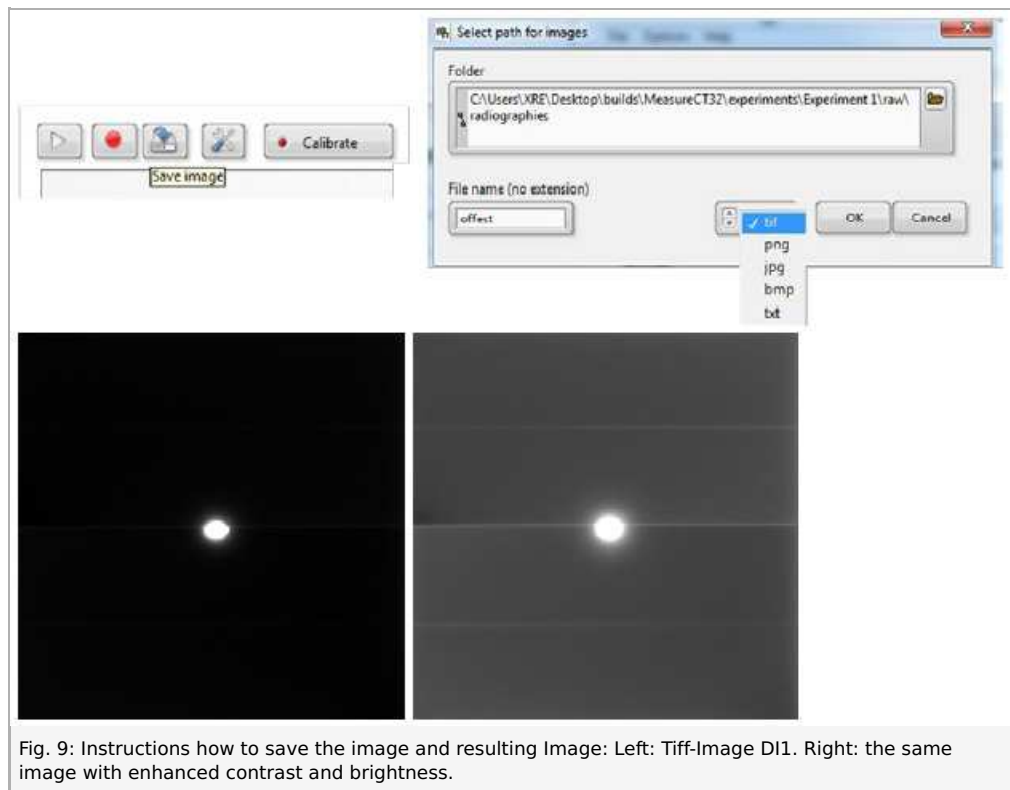 Select path for images
Folder
C:\Users\XRE\Desktop\builds\MeasureCT32\experiments\Experiment 1\raw\
radiographies
Calibrate
Save image
File name (no extension)
offest
tif
OK
Cancel
png
jpg
bmp
txt
Fig. 9: Instructions how to save the image and resulting Image: Left: Tiff-Image DI1. Right: the same
image with enhanced contrast and brightness.